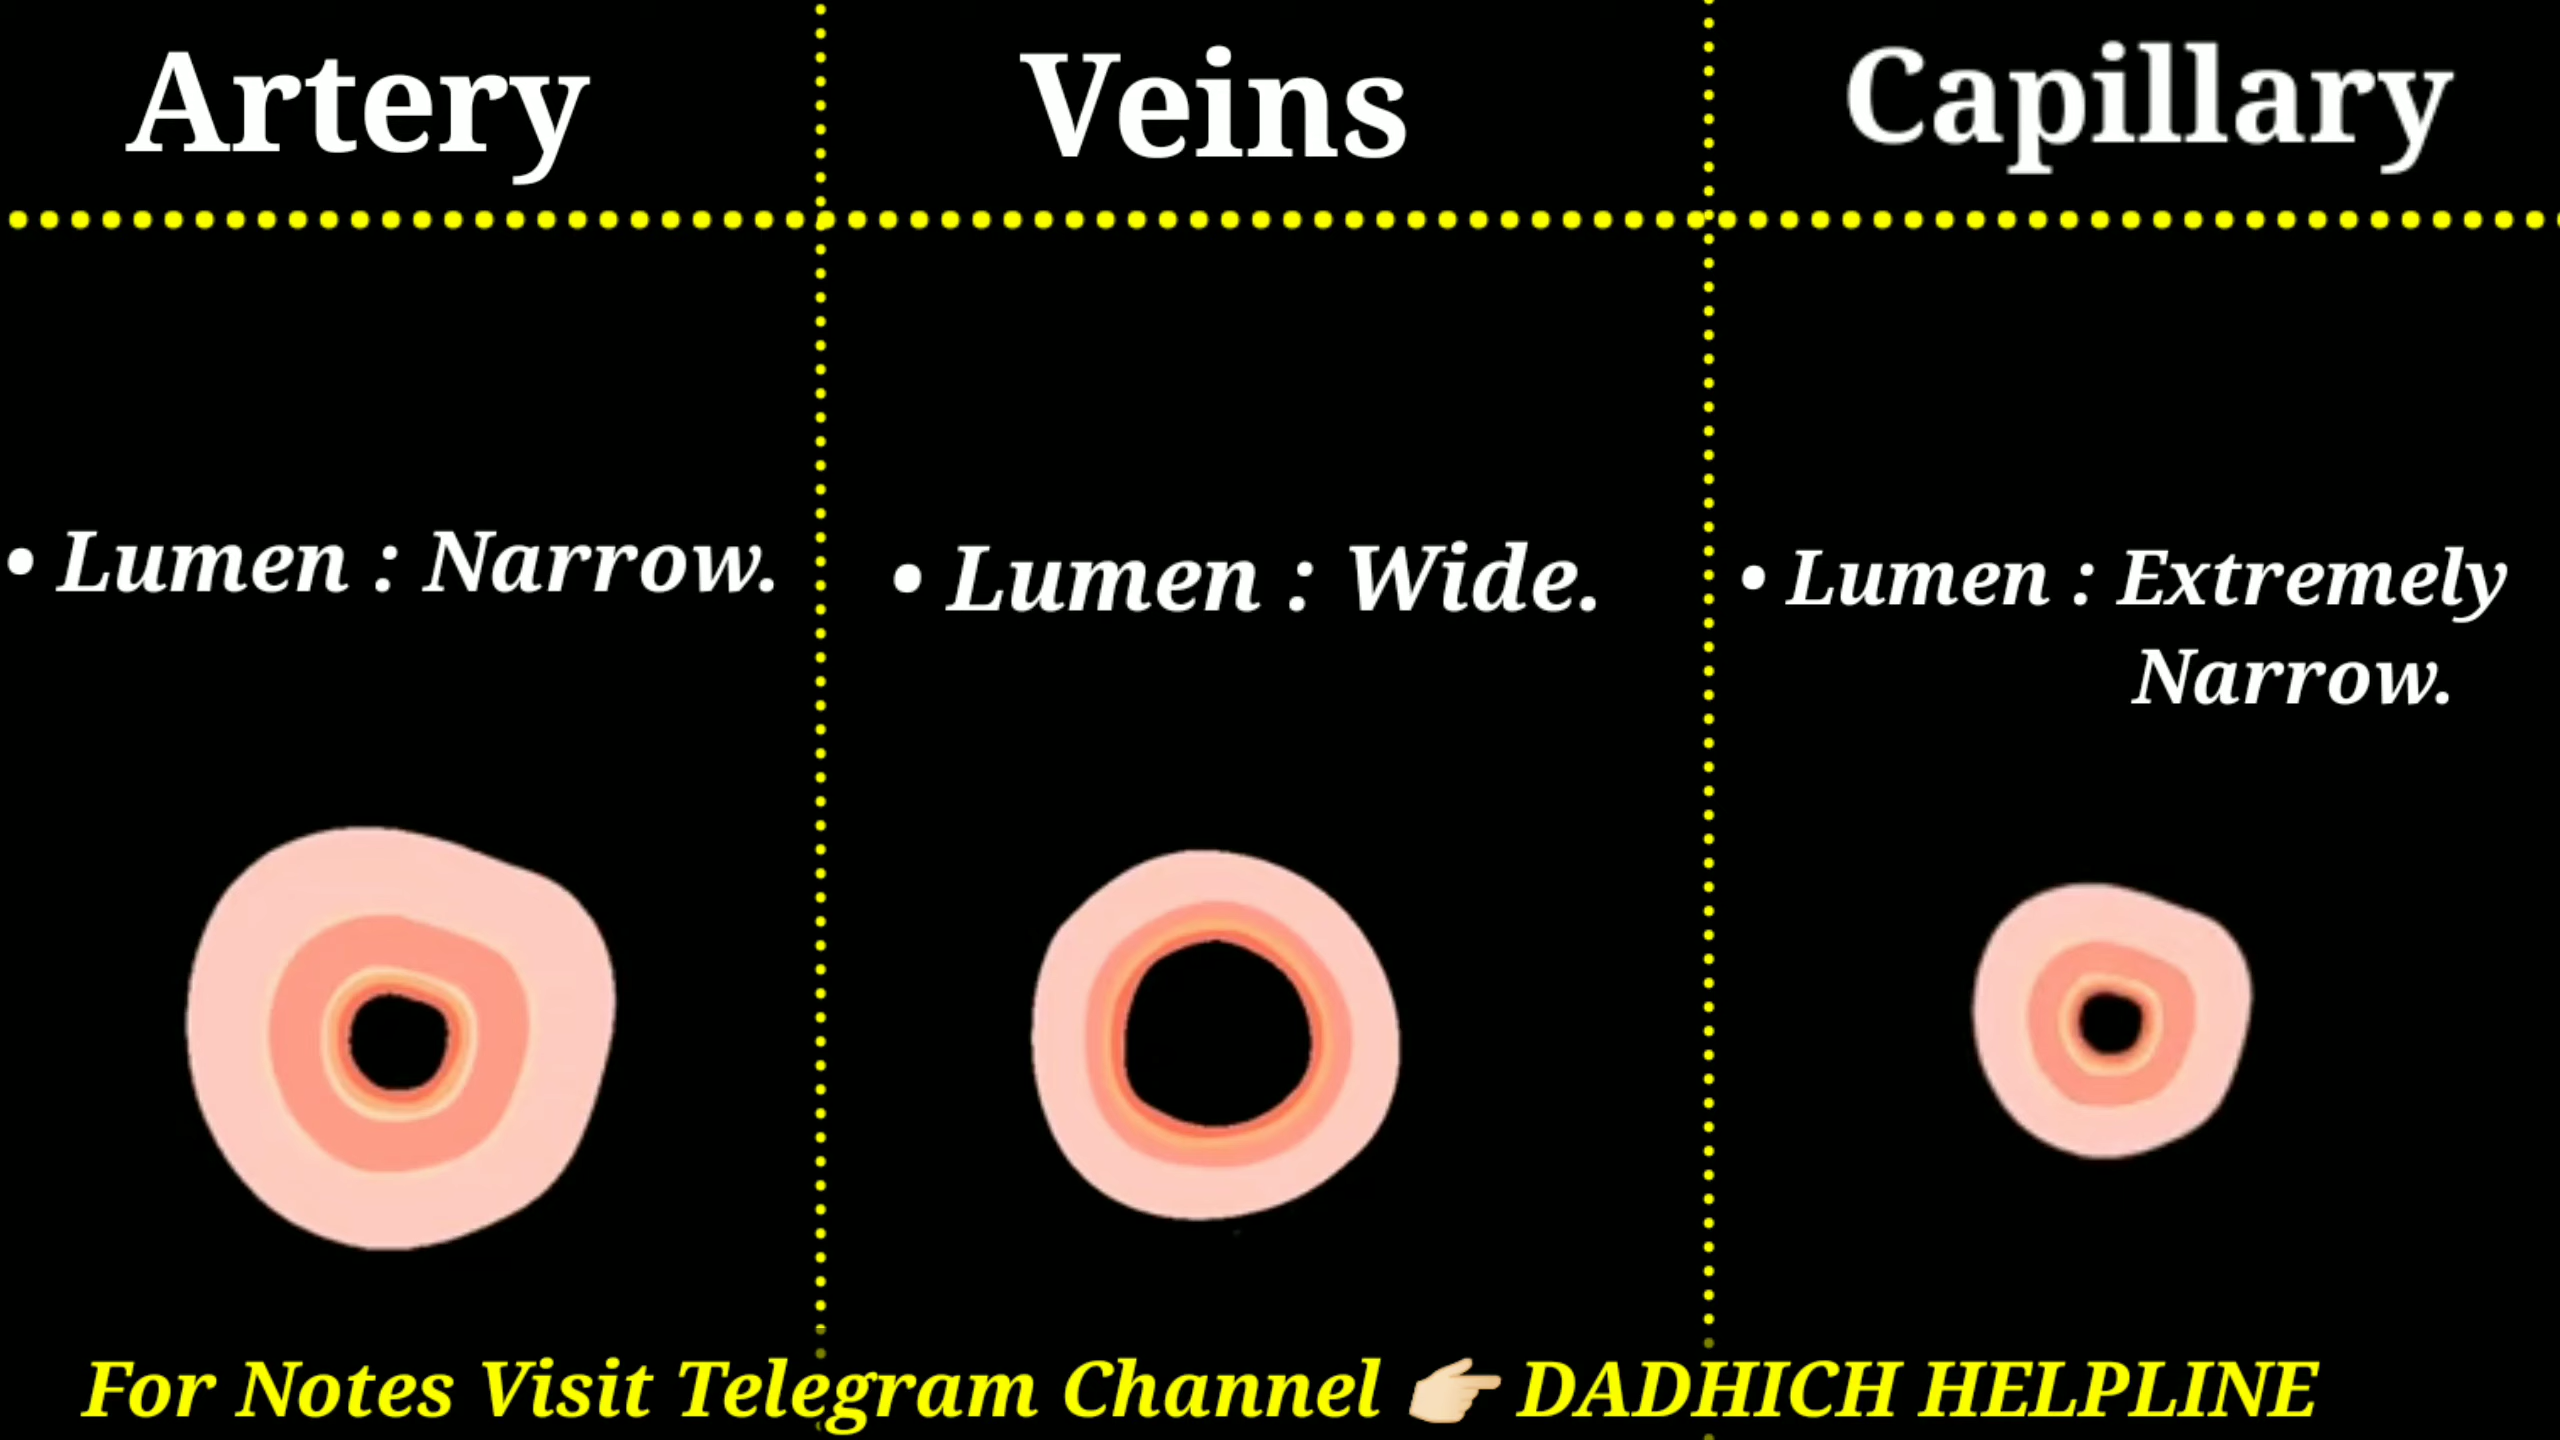 Artery
Veins
Capillary
• Lumen : Narrow.
• Lumen : Wide.
• Lumen : Extremely
Narrow.
For Notes Visit Telegram Channel 👉🏻 DADHICH HELPLINE